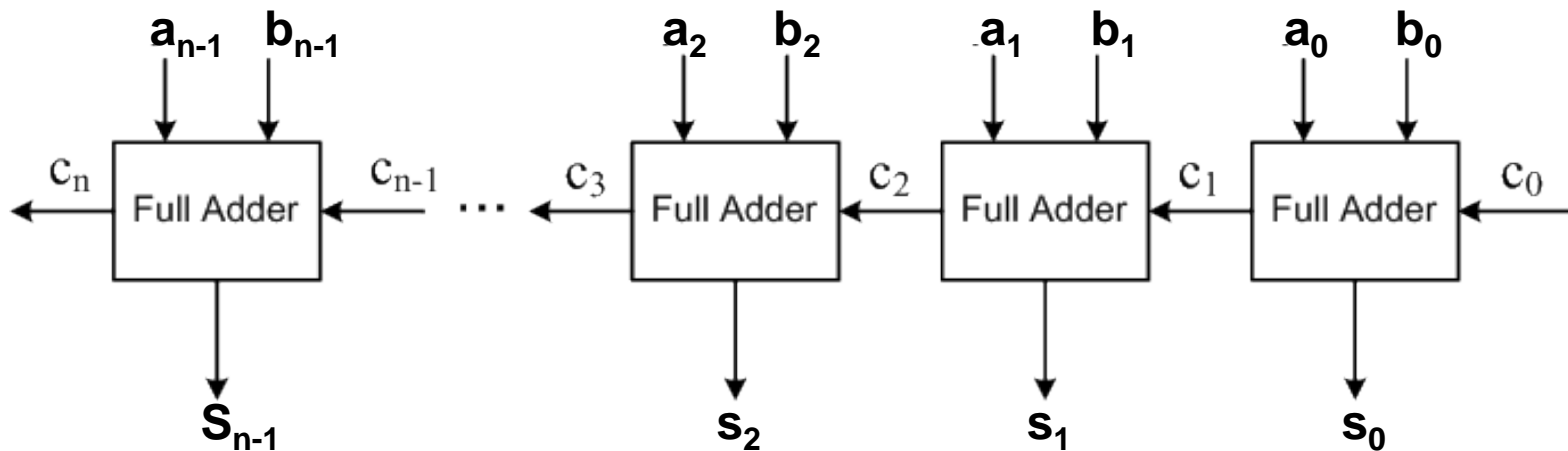 aₙ₋₁ bₙ₋₁ a₂ b₂ a₁ b₁ a₀ b₀
cₙ Full Adder cₙ₋₁ ... c₃ Full Adder c₂ Full Adder c₁ Full Adder c₀
Sₙ₋₁ s₂ s₁ s₀